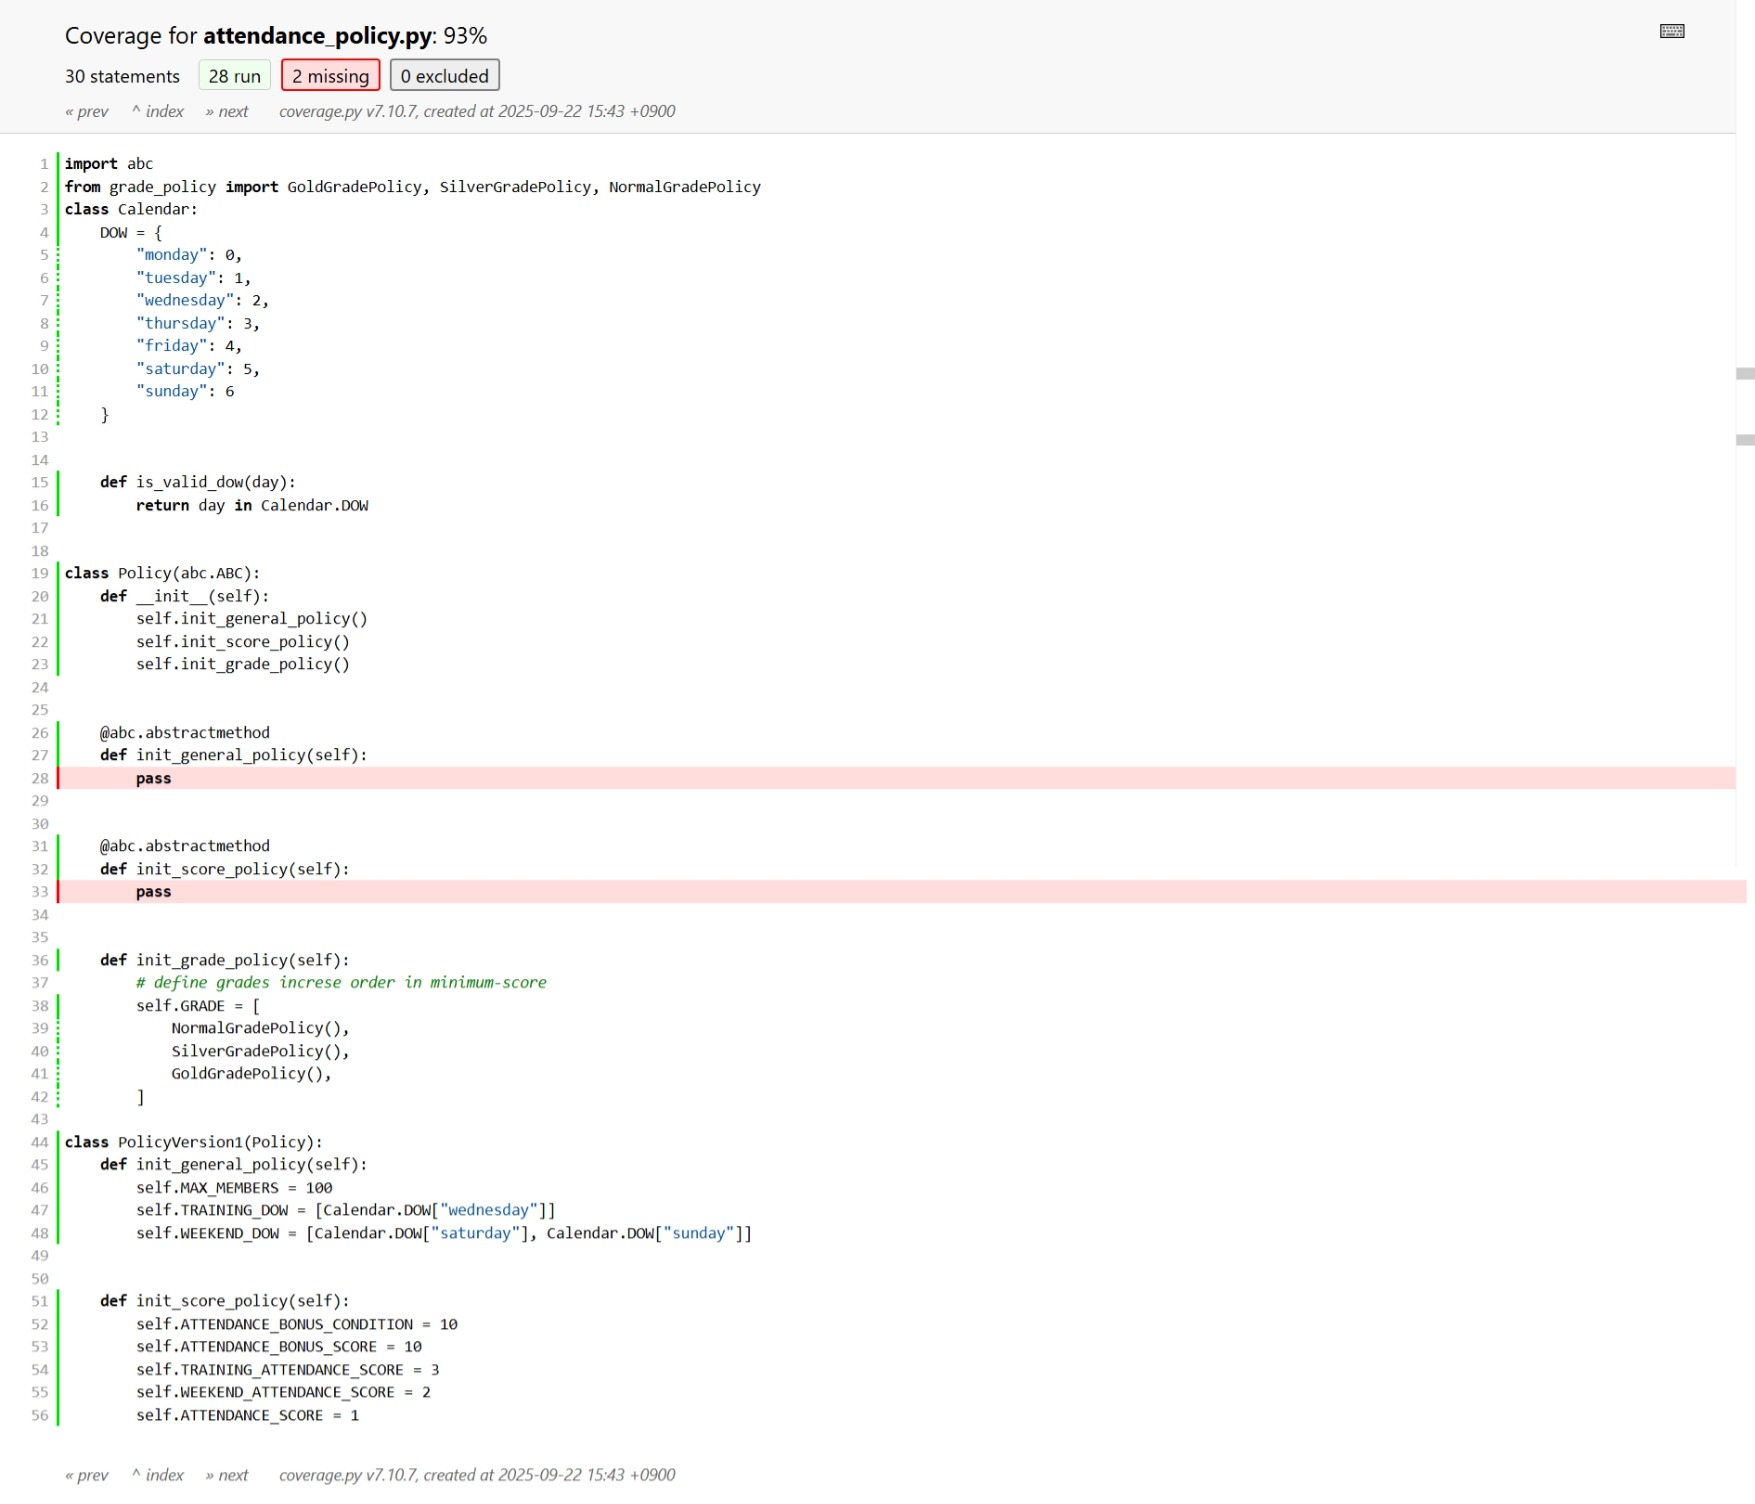 Coverage for attendance_policy.py: 93%
30 statements 28 run 2 missing 0 excluded
« prev ^ index » next coverage.py v7.10.7, created at 2025-09-22 15:43 +0900
1 import abc
2 from grade_policy import GoldGradePolicy, SilverGradePolicy, NormalGradePolicy
3 class Calendar:
4     DOW = {
5         "monday": 0,
6         "tuesday": 1,
7         "wednesday": 2,
8         "thursday": 3,
9         "friday": 4,
10         "saturday": 5,
11         "sunday": 6
12     }
13
14
15     def is_valid_dow(day):
16         return day in Calendar.DOW
17
18
19 class Policy(abc.ABC):
20     def __init__(self):
21         self.init_general_policy()
22         self.init_score_policy()
23         self.init_grade_policy()
24
25
26     @abc.abstractmethod
27     def init_general_policy(self):
28         pass
29
30
31     @abc.abstractmethod
32     def init_score_policy(self):
33         pass
34
35
36     def init_grade_policy(self):
37         # define grades increse order in minimum-score
38         self.GRADE = [
39             NormalGradePolicy(),
40             SilverGradePolicy(),
41             GoldGradePolicy(),
42         ]
43
44 class PolicyVersion1(Policy):
45     def init_general_policy(self):
46         self.MAX_MEMBERS = 100
47         self.TRAINING_DOW = [Calendar.DOW["wednesday"]]
48         self.WEEKEND_DOW = [Calendar.DOW["saturday"], Calendar.DOW["sunday"]]
49
50
51     def init_score_policy(self):
52         self.ATTENDANCE_BONUS_CONDITION = 10
53         self.ATTENDANCE_BONUS_SCORE = 10
54         self.TRAINING_ATTENDANCE_SCORE = 3
55         self.WEEKEND_ATTENDANCE_SCORE = 2
56         self.ATTENDANCE_SCORE = 1
« prev ^ index » next coverage.py v7.10.7, created at 2025-09-22 15:43 +0900